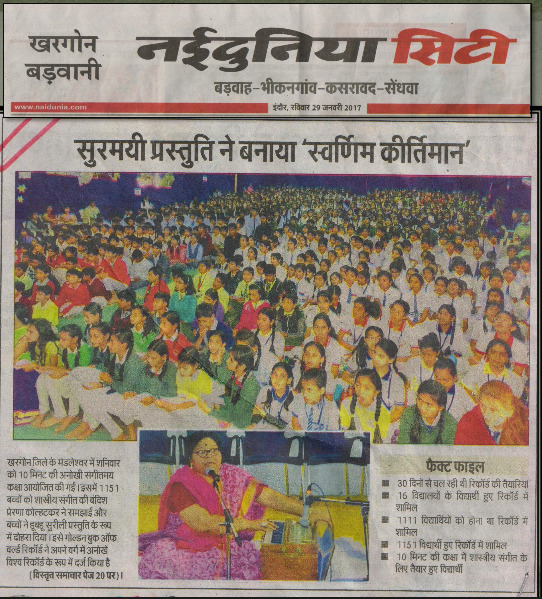 खरगोन
बड़वानी
नईदुनिया सिटी
बड़वाह-भीकनगांव-कसरावद-सेंधवा
www.naidunia.com
इंदौर, रविवार 29 जनवरी 2017
सुरमयी प्रस्तुति ने बनाया ‘स्वर्णिम कीर्तिमान’
खरगोन जिले के मंडलेश्वर में शनिवार
को 10 मिनट की अनोखी संगीतमय
कक्षा आयोजित की गई। इसमें 1151
बच्चों को शास्त्रीय संगीत की बंदिश
प्रेरणा कोल्हटकर ने समझाई और
बच्चों ने हूबहू सुरीली प्रस्तुति के रूप
में दोहरा दिया। इसे गोल्डन बुक ऑफ
वर्ल्ड रिकॉर्ड ने अपने वर्ग में अनोखे
विश्व रिकॉर्ड के रूप में दर्ज किया है
(विस्तृत समाचार पेज 20 पर)।
फैक्ट फाइल
30 दिनों से चल रही थी रिकॉर्ड की तैयारियां
16 विद्यालयों के विद्यार्थी हुए रिकॉर्ड में
शामिल
1111 विद्यार्थियों को होना था रिकॉर्ड में
शामिल
1151 विद्यार्थी हुए रिकॉर्ड में शामिल
10 मिनट की कक्षा में शास्त्रीय संगीत के
लिए तैयार हुए विद्यार्थी